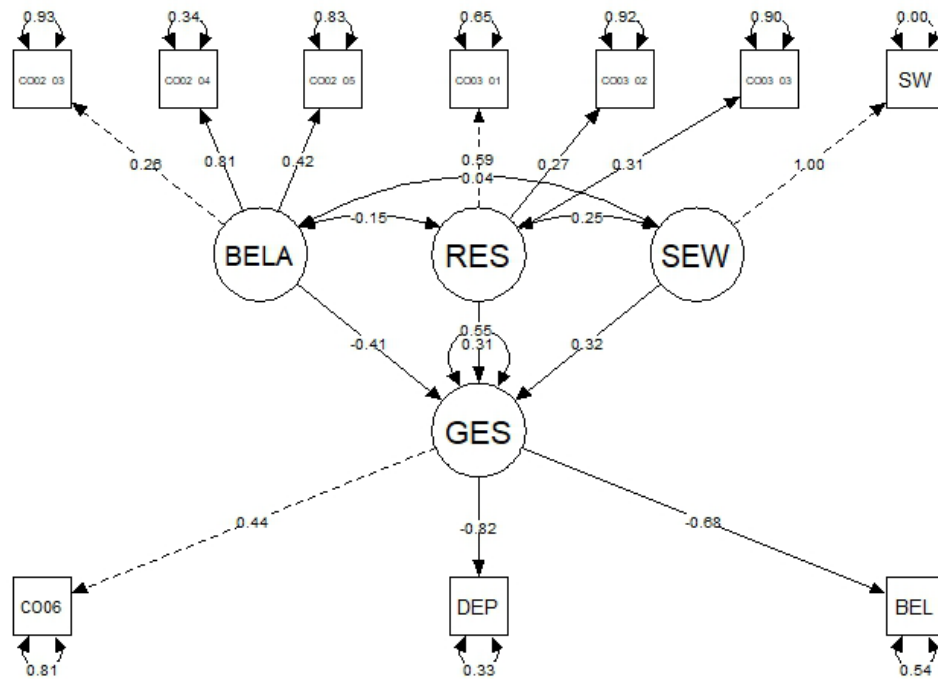 0.93 0.34 0.83 0.65 0.92 0.90 0.00
CO02 03 CO02 04 CO02 05 CO03 01 CO03 02 CO03 03 SW
0.26 0.81 0.42 0.59 0.27 0.31 1.00
-0.04
-0.15 0.25
BELA RES SEW
0.55
-0.41 0.31 0.32
GES
0.44 -0.82 -0.68
CO06 DEP BEL
0.81 0.33 0.54